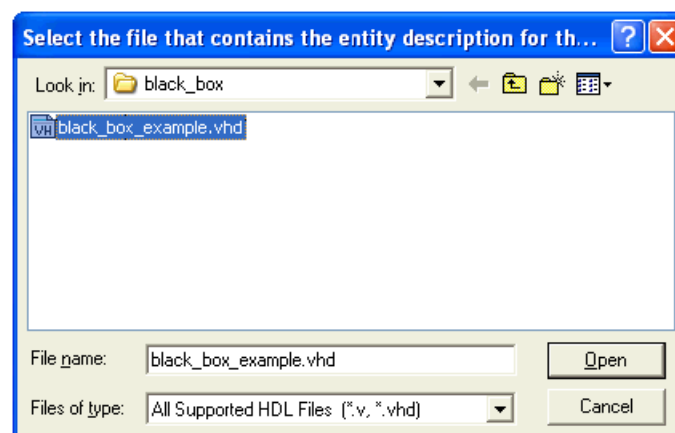 Select the file that contains the entity description for th...
Look in: black_box
VH black_box_example.vhd
File name: black_box_example.vhd Open
Files of type: All Supported HDL Files (*.v, *.vhd) Cancel